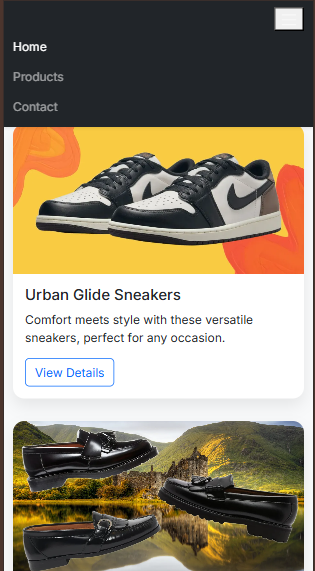 Home
Products
Contact
Urban Glide Sneakers
Comfort meets style with these versatile
sneakers, perfect for any occasion.
View Details